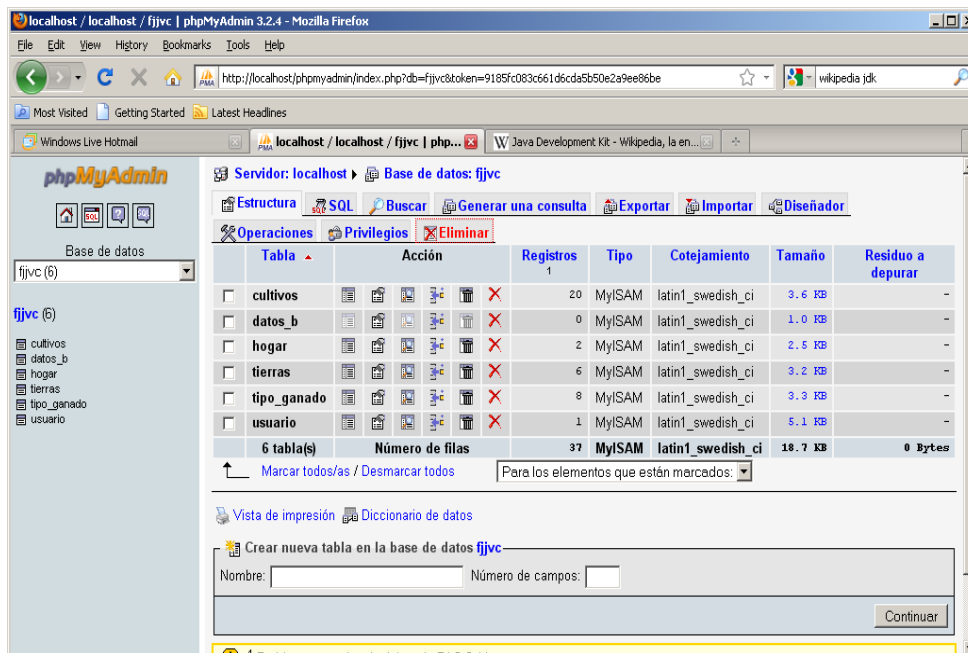 localhost / localhost / fjjvc | phpMyAdmin 3.2.4 - Mozilla Firefox
File Edit View History Bookmarks Tools Help
http://localhost/phpmyadmin/index.php?db=fjjvc&token=9185fc083c661d6cda5b50e2a9ee86be wikipedia jdk
Most Visited Getting Started Latest Headlines
Windows Live Hotmail localhost / localhost / fjjvc | php... Java Development Kit - Wikipedia, la en...
phpMyAdmin
Base de datos
fjjvc (6)
fjjvc (6)
cultivos
datos_b
hogar
tierras
tipo_ganado
usuario
Servidor: localhost Base de datos: fjjvc
Estructura SQL Buscar Generar una consulta Exportar Importar Diseñador
Operaciones Privilegios Eliminar
Tabla Acción Registros 1 Tipo Cotejamiento Tamaño Residuo a depurar
cultivos 20 MyISAM latin1_swedish_ci 3.6 KB -
datos_b 0 MyISAM latin1_swedish_ci 1.0 KB -
hogar 2 MyISAM latin1_swedish_ci 2.5 KB -
tierras 6 MyISAM latin1_swedish_ci 3.2 KB -
tipo_ganado 8 MyISAM latin1_swedish_ci 3.3 KB -
usuario 1 MyISAM latin1_swedish_ci 5.1 KB -
6 tabla(s) Número de filas 37 MyISAM latin1_swedish_ci 18.7 KB 0 Bytes
Marcar todos/as / Desmarcar todos Para los elementos que están marcados:
Vista de impresión Diccionario de datos
Crear nueva tabla en la base de datos fjjvc
Nombre: Número de campos:
Continuar